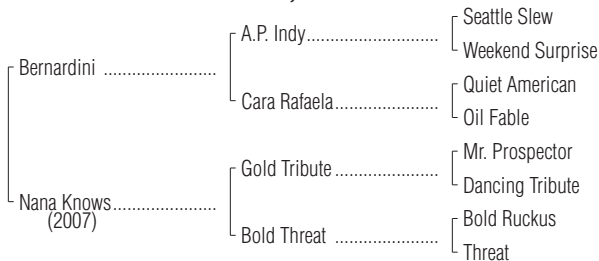 Seattle Slew
A.P. Indy..............................
Weekend Surprise
Bernardini ..........................
Quiet American
Cara Rafaela........................
Oil Fable
Mr. Prospector
Gold Tribute ........................
Dancing Tribute
Nana Knows........................
(2007)
Bold Ruckus
Bold Threat ........................
Threat